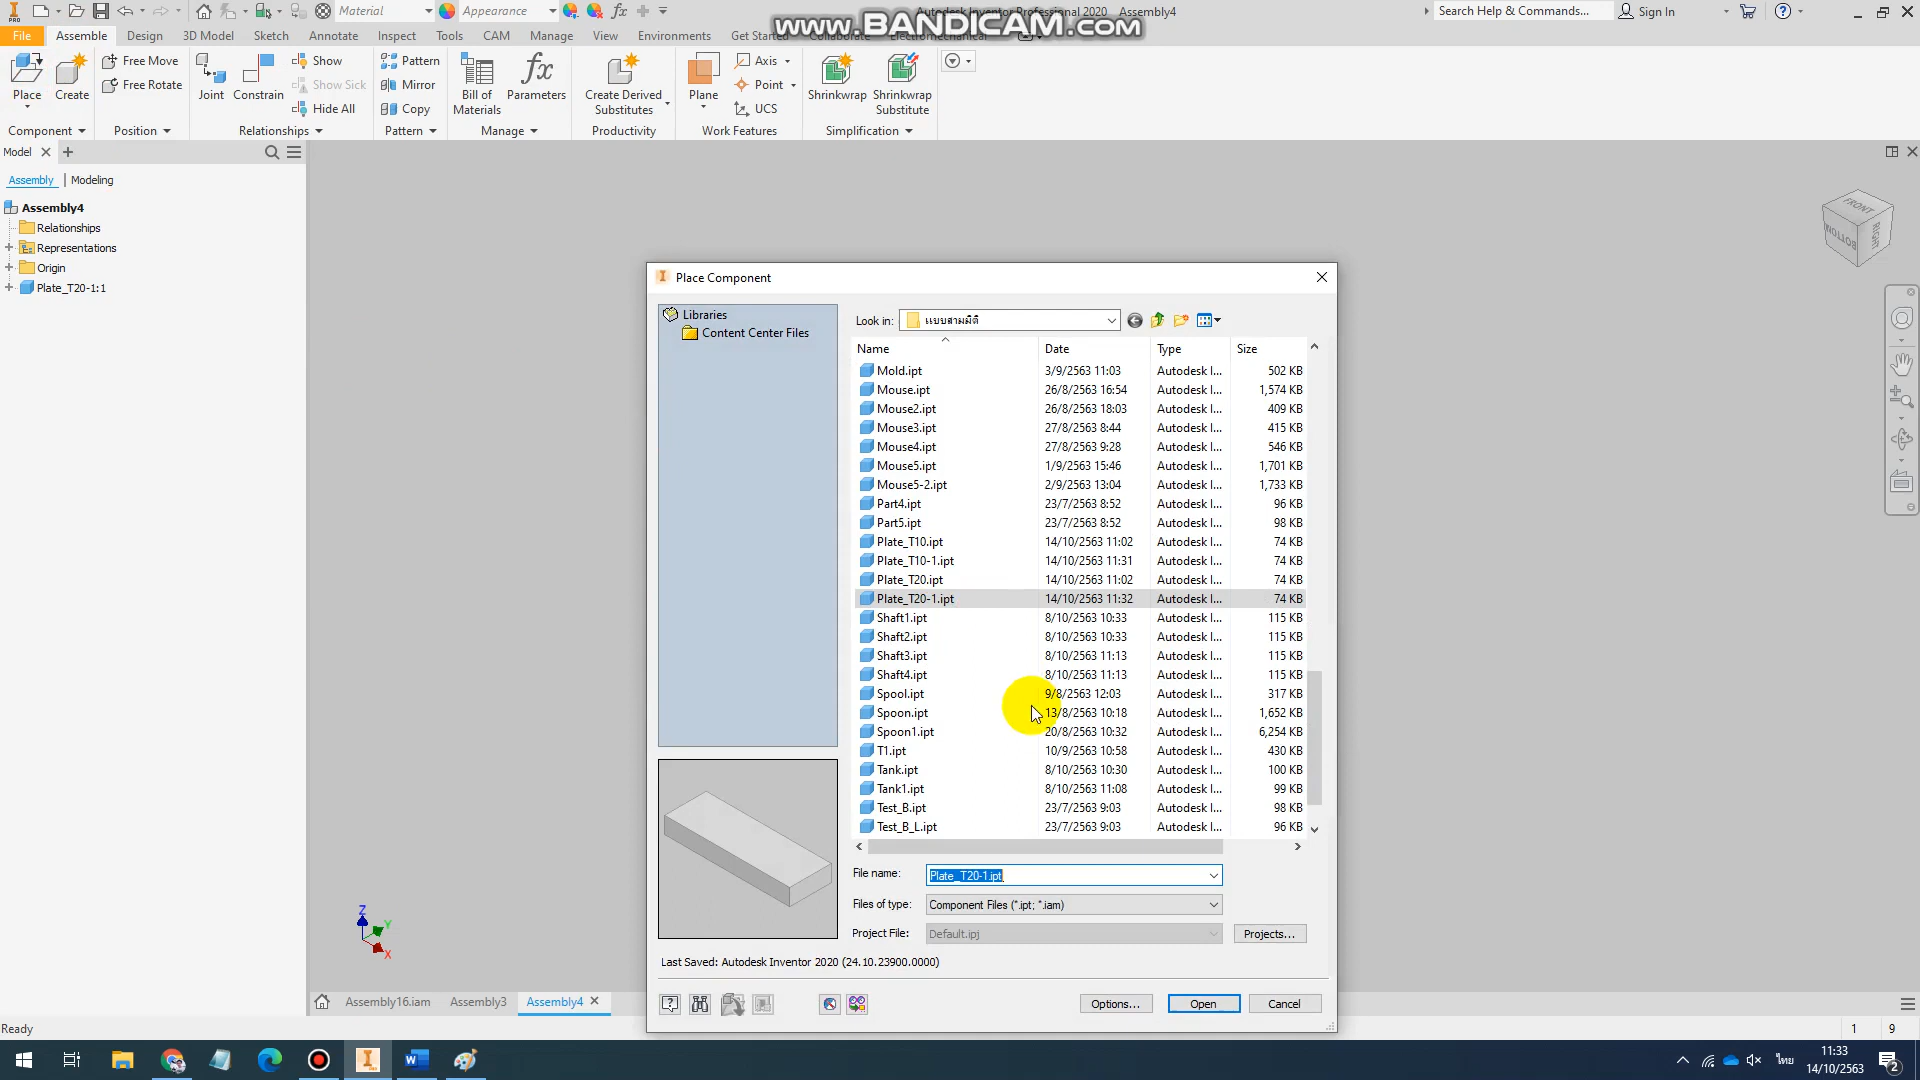 Material
Appearance
Autodesk Inventor Professional 2020 Assembly4
www.BANDICAM.com
Search Help & Commands...
Sign In
File Assemble Design 3D Model Sketch Annotate Inspect Tools CAM Manage View Environments Get Started Collaborate Electromechanical
Place
Create
Component
Free Move
Free Rotate
Position
Joint
Constrain
Show
Show Sick
Hide All
Relationships
Pattern
Mirror
Copy
Pattern
Bill of Materials
Parameters
Manage
Create Derived Substitutes
Productivity
Plane
Axis
Point
UCS
Work Features
Shrinkwrap
Shrinkwrap Substitute
Simplification
Model
Assembly | Modeling
Assembly4
Relationships
Representations
Origin
Plate_T20-1:1
FRONT
RIGHT
BOTTOM
Place Component
Libraries
Content Center Files
Look in: แบบสามมิติ
Name Date Type Size
Mold.ipt 3/9/2563 11:03 Autodesk I... 502 KB
Mouse.ipt 26/8/2563 16:54 Autodesk I... 1,574 KB
Mouse2.ipt 26/8/2563 18:03 Autodesk I... 409 KB
Mouse3.ipt 27/8/2563 8:44 Autodesk I... 415 KB
Mouse4.ipt 27/8/2563 9:28 Autodesk I... 546 KB
Mouse5.ipt 1/9/2563 15:46 Autodesk I... 1,701 KB
Mouse5-2.ipt 2/9/2563 13:04 Autodesk I... 1,733 KB
Part4.ipt 23/7/2563 8:52 Autodesk I... 96 KB
Part5.ipt 23/7/2563 8:52 Autodesk I... 98 KB
Plate_T10.ipt 14/10/2563 11:02 Autodesk I... 74 KB
Plate_T10-1.ipt 14/10/2563 11:31 Autodesk I... 74 KB
Plate_T20.ipt 14/10/2563 11:02 Autodesk I... 74 KB
Plate_T20-1.ipt 14/10/2563 11:32 Autodesk I... 74 KB
Shaft1.ipt 8/10/2563 10:33 Autodesk I... 115 KB
Shaft2.ipt 8/10/2563 10:33 Autodesk I... 115 KB
Shaft3.ipt 8/10/2563 11:13 Autodesk I... 115 KB
Shaft4.ipt 8/10/2563 11:13 Autodesk I... 115 KB
Spool.ipt 9/8/2563 12:03 Autodesk I... 317 KB
Spoon.ipt 13/8/2563 10:18 Autodesk I... 1,652 KB
Spoon1.ipt 20/8/2563 10:32 Autodesk I... 6,254 KB
T1.ipt 10/9/2563 10:58 Autodesk I... 430 KB
Tank.ipt 8/10/2563 10:30 Autodesk I... 100 KB
Tank1.ipt 8/10/2563 11:08 Autodesk I... 99 KB
Test_B.ipt 23/7/2563 9:03 Autodesk I... 98 KB
Test_B_L.ipt 23/7/2563 9:03 Autodesk I... 96 KB
File name: Plate_T20-1.ipt
Files of type: Component Files (*.ipt; *.iam)
Project File: Default.ipj Projects...
Last Saved: Autodesk Inventor 2020 (24.10.23900.0000)
Options... Open Cancel
Z
Y
X
Assembly16.iam Assembly3 Assembly4
Ready
1 9
ไทย
11:33
14/10/2563
2